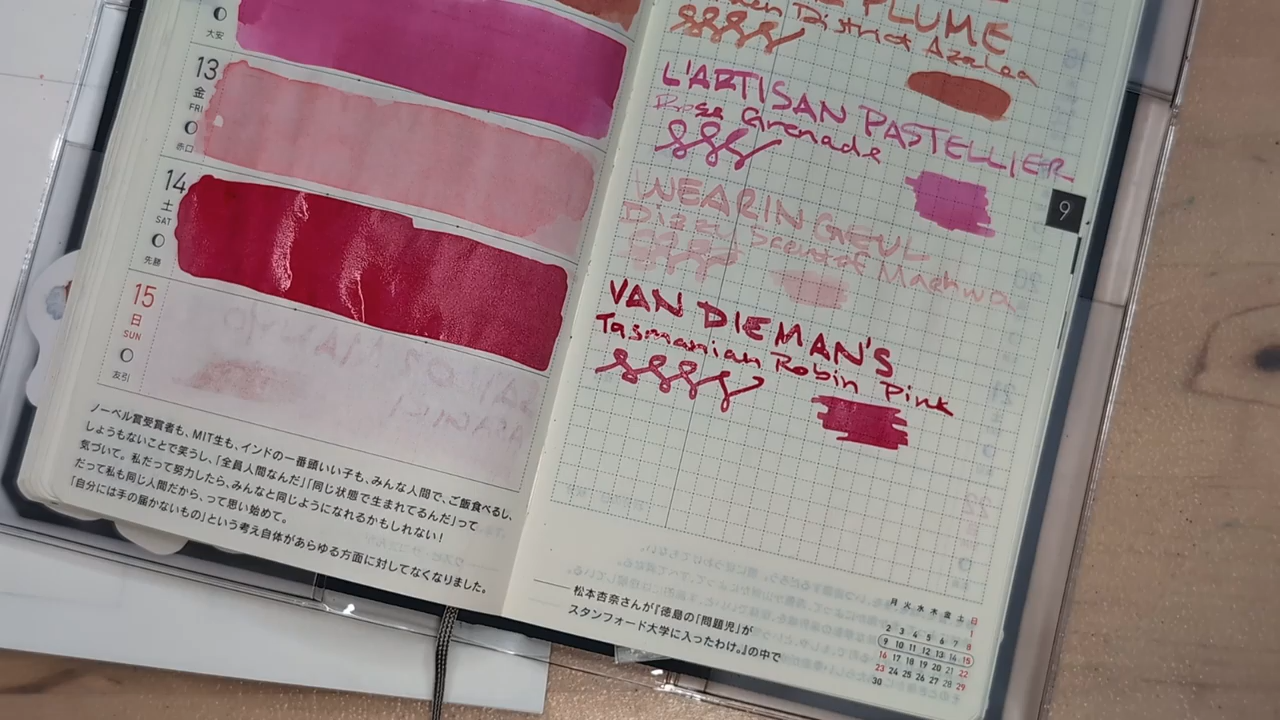 大安
13
金
FRI
赤口
14
土
SAT
先勝
15
日
SUN
友引
ノーベル賞受賞者も、MIT生も、インドの一番頭いい子も、みんな人間で、ご飯食べるし、
しょうもないことで笑うし、「全員人間なんだ」「同じ状態で生まれてるんだ」って
気づいて。私だって努力したら、みんなと同じようになれるかもしれない!
だって私も同じ人間だから、って思い始めて。
「自分には手の届かないもの」という考え自体があらゆる方面に対してなくなりました。
PLUME
District Azalea
L'ARTISAN PASTELLIER
Rose Grenade
WEARINGEUL
Maehwa
VAN DIEMAN'S
Tasmanian Robin Pink
9
松本杏奈さんが『徳島の「問題児」が
スタンフォード大学に入ったわけ。』の中で
月 火 水 木 金 土 日
1
2 3 4 5 6 7 8
9 10 11 12 13 14 15
16 17 18 19 20 21 22
23 24 25 26 27 28 29
30